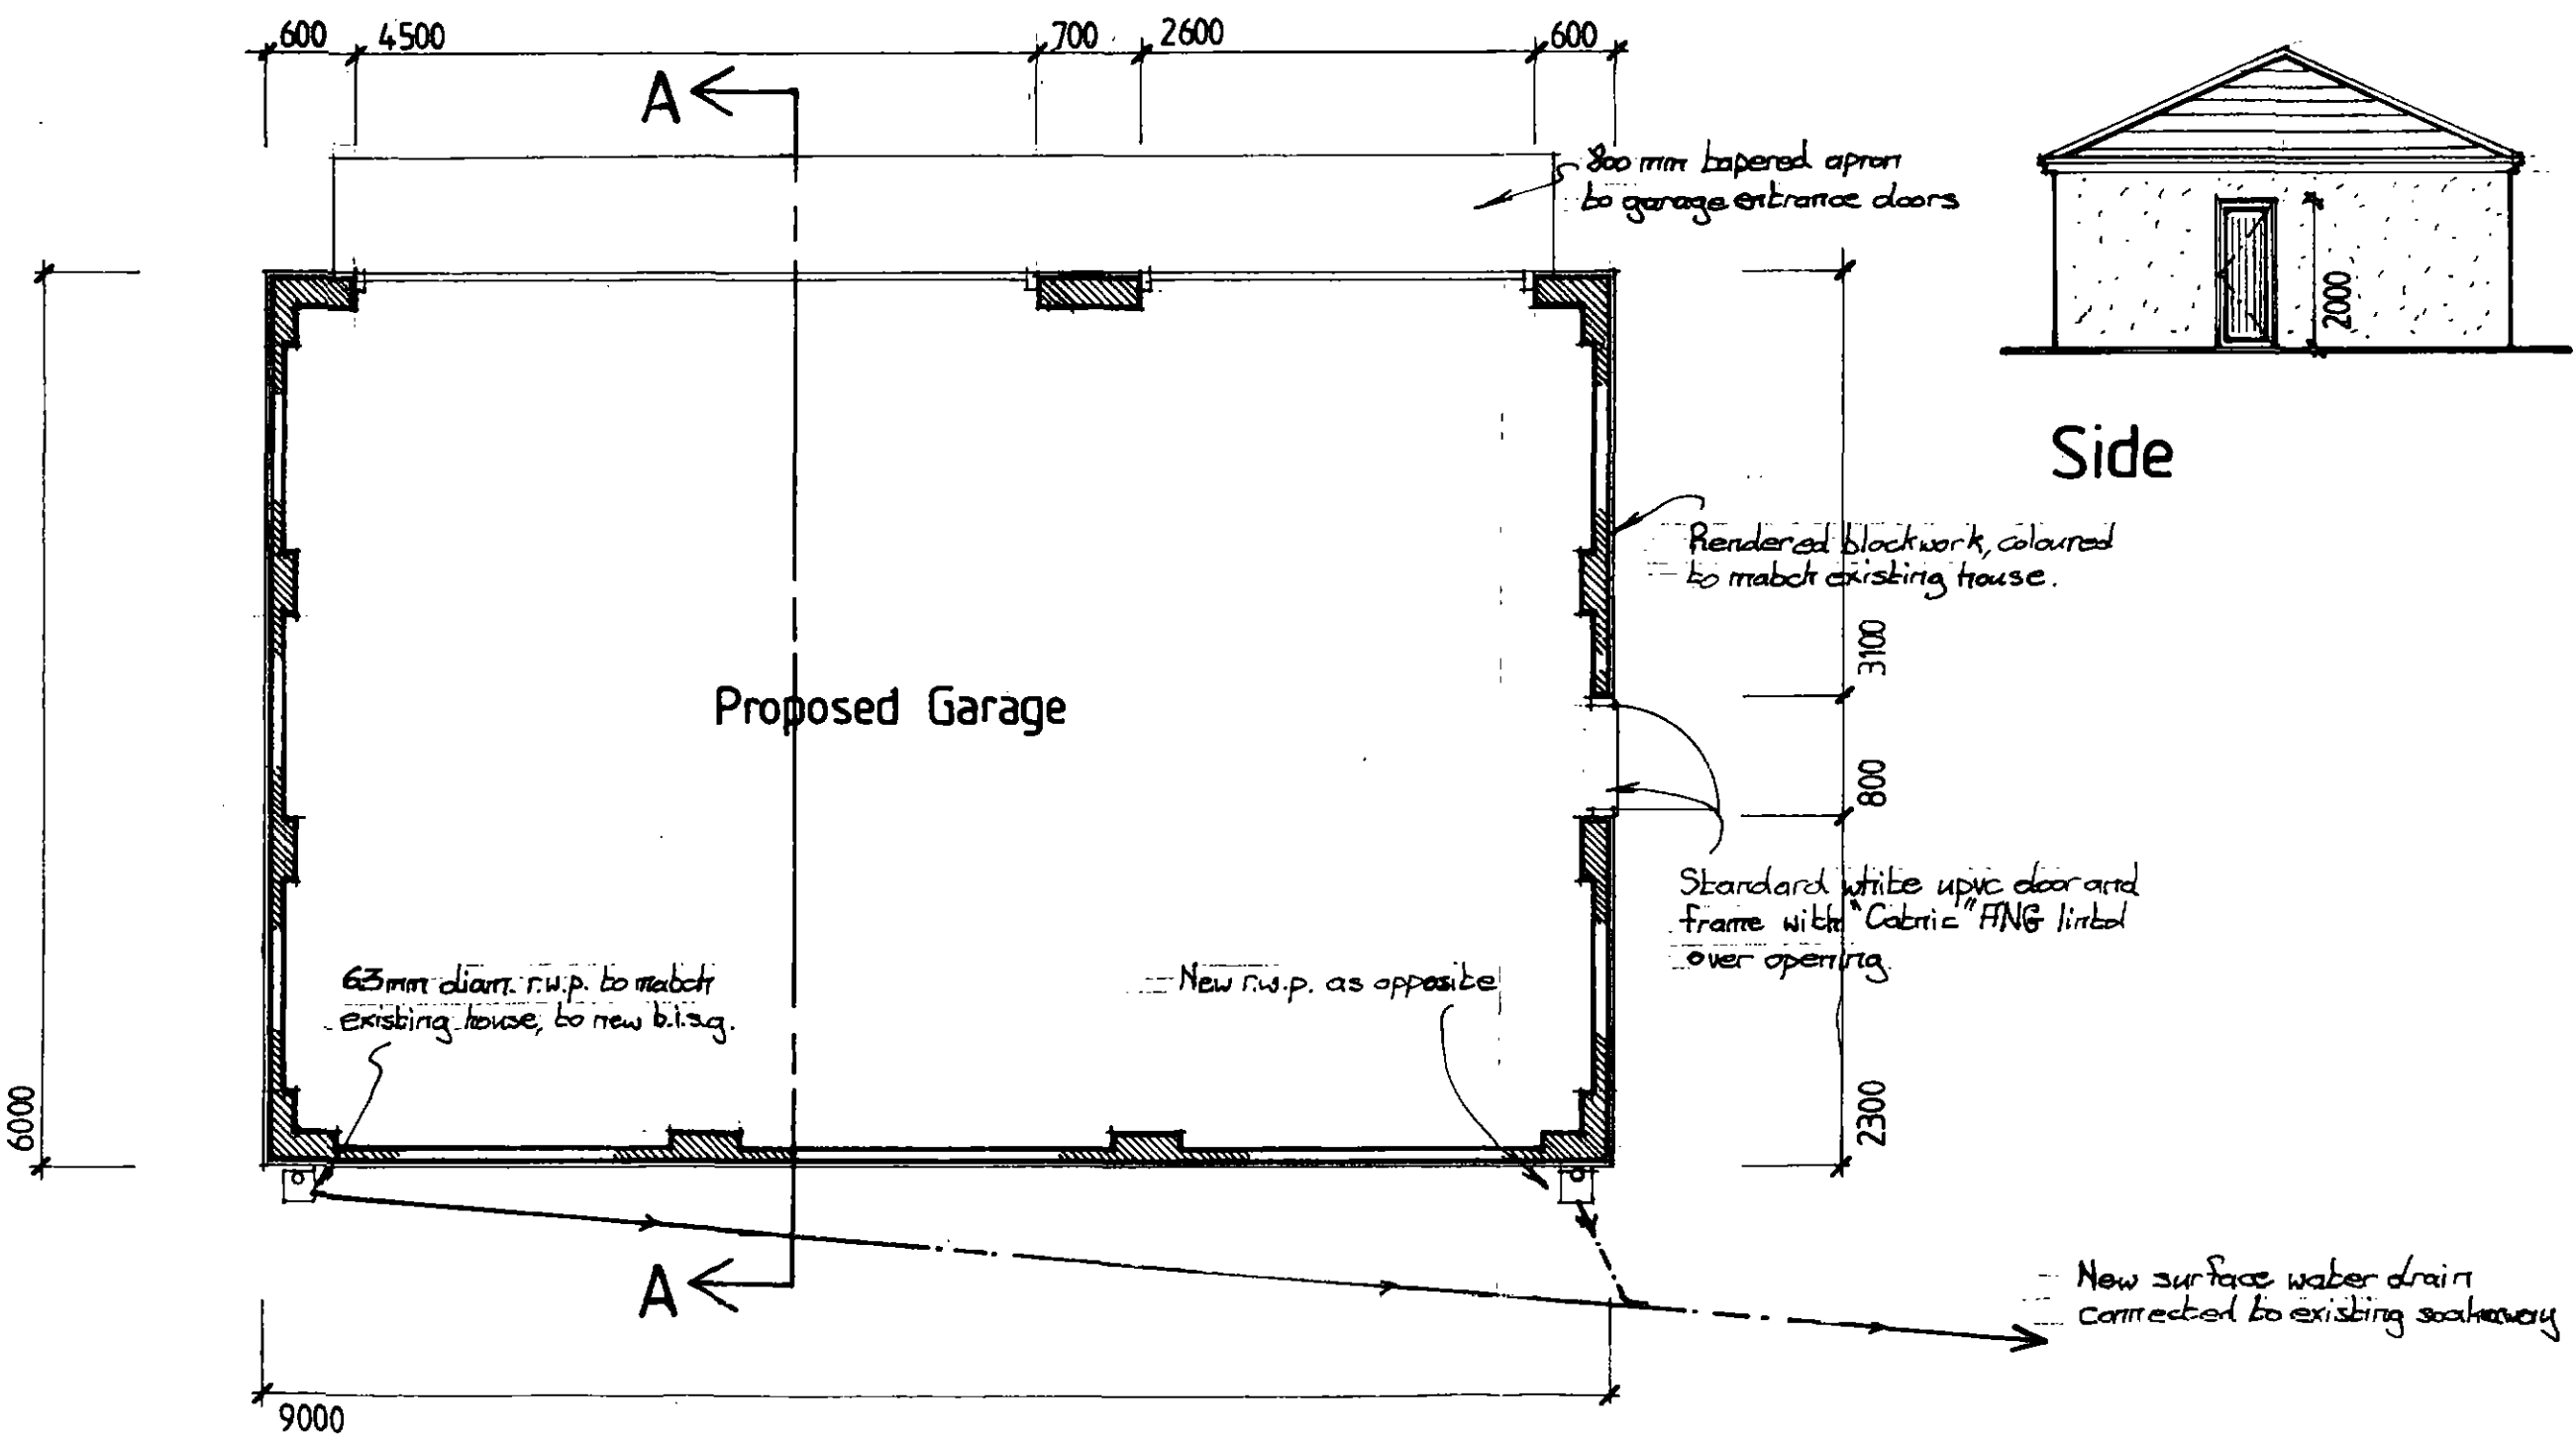 600 4500 700 2600 600
A
800 mm tapered apron
to garage entrance doors
2000
Side
Rendered blockwork, coloured
to match existing house.
3100
Proposed Garage
800
Standard white upvc door and
frame with "Catnic" ANG lintol
over opening.
63mm diam. r.w.p. to match
existing house, to new b.i.s.g.
New r.w.p. as opposite
6000
2300
A
New surface water drain
connected to existing soakaway
9000